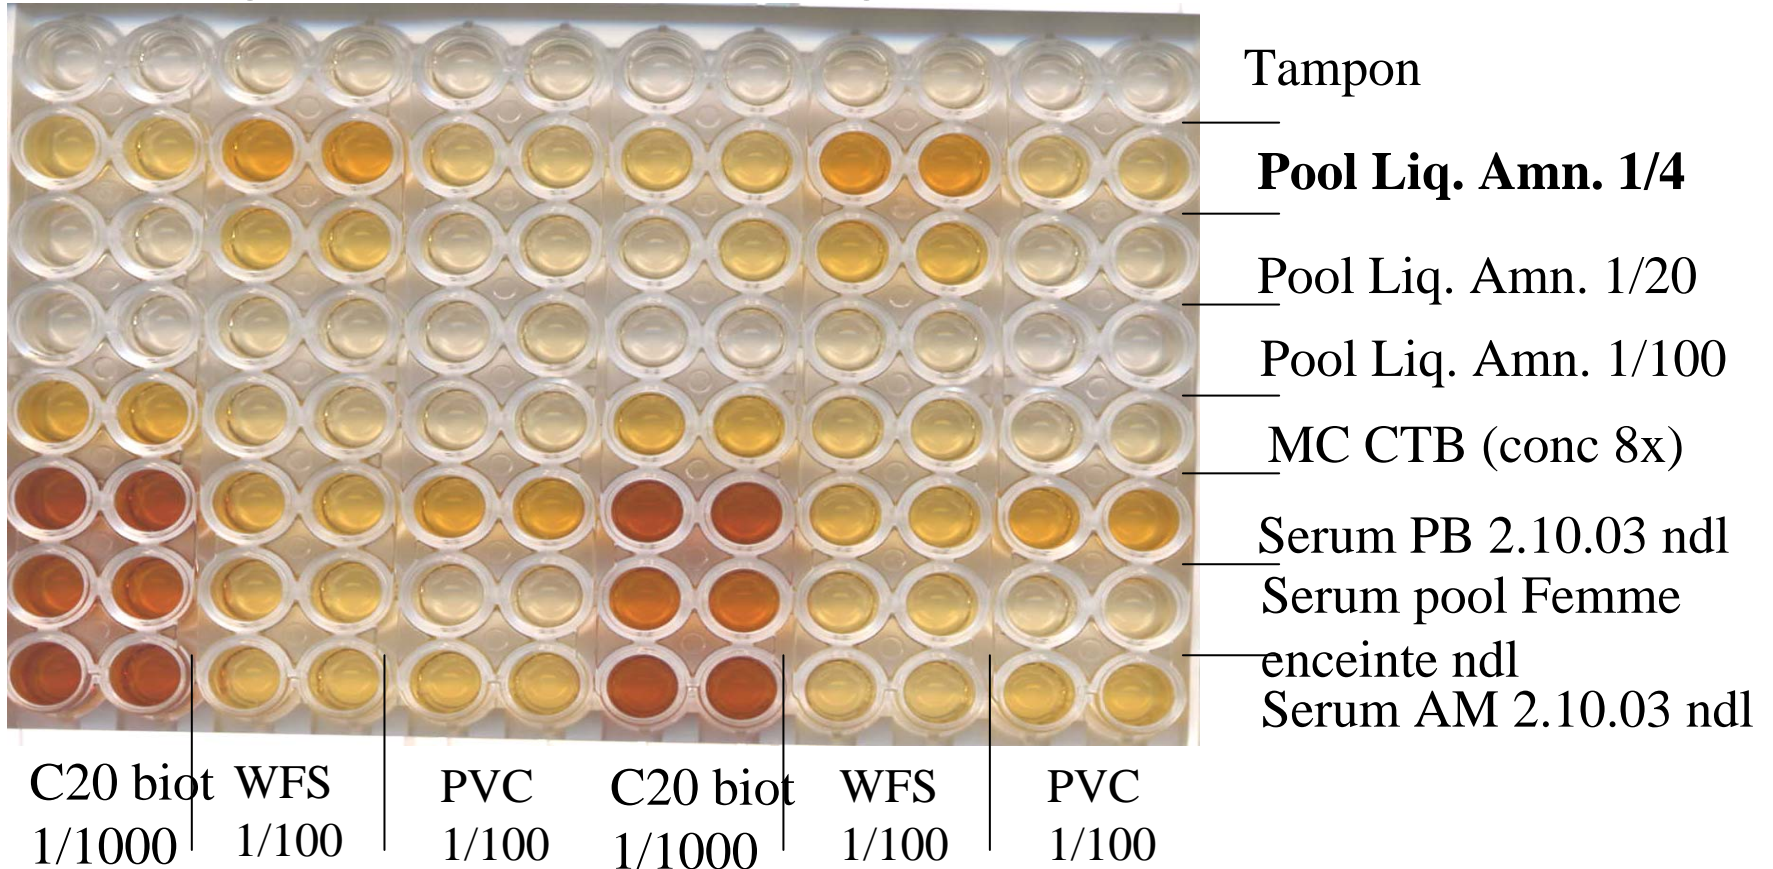 Tampon
Pool Liq. Amn. 1/4
Pool Liq. Amn. 1/20
Pool Liq. Amn. 1/100
MC CTB (conc 8x)
Serum PB 2.10.03 ndl
Serum pool Femme
enceinte ndl
Serum AM 2.10.03 ndl
C20 biot
1/1000
WFS
1/100
PVC
1/100
C20 biot
1/1000
WFS
1/100
PVC
1/100